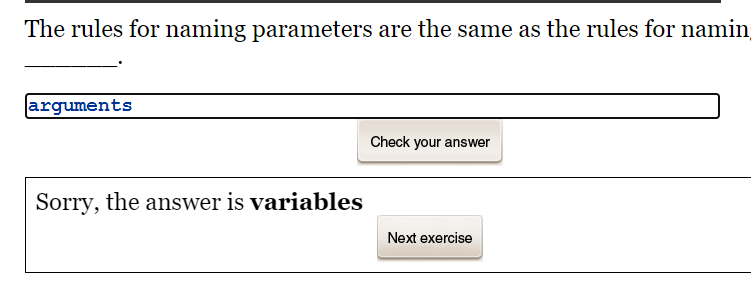 The rules for naming parameters are the same as the rules for namin
______.
arguments
Check your answer
Sorry, the answer is variables
Next exercise